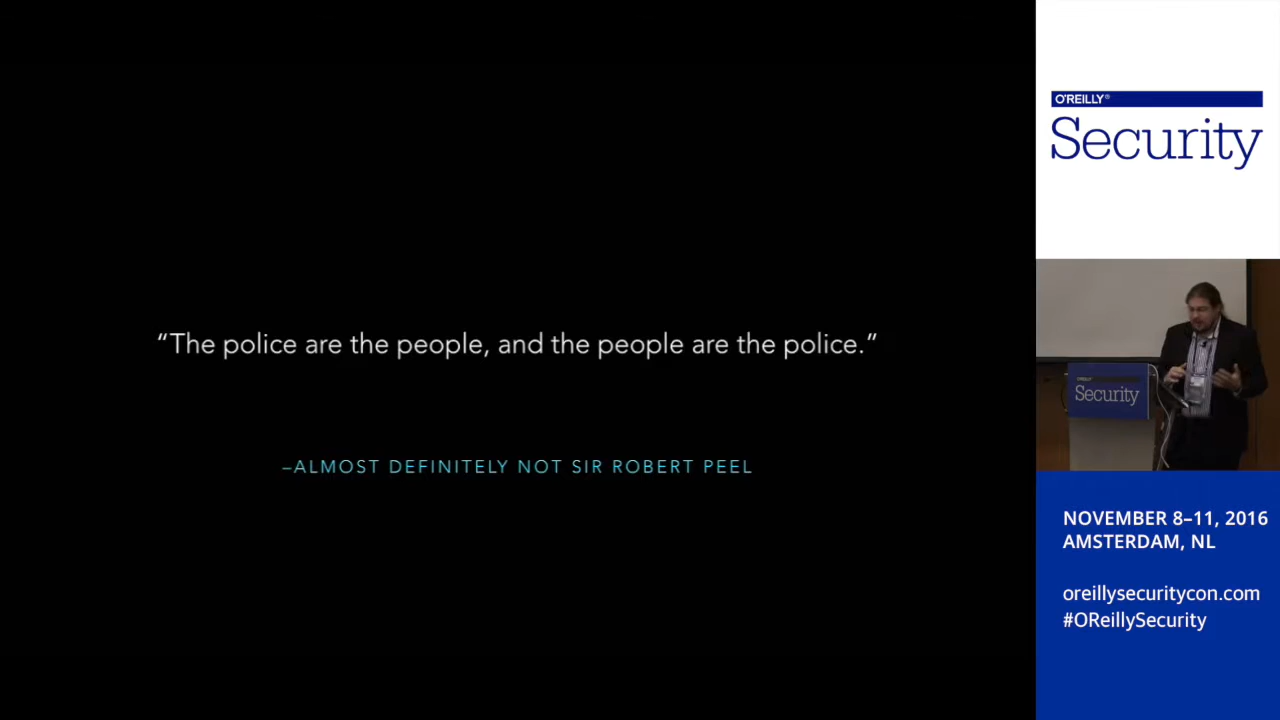 “The police are the people, and the people are the police.”
–ALMOST DEFINITELY NOT SIR ROBERT PEEL
O'REILLY®
Security
Security
NOVEMBER 8–11, 2016
AMSTERDAM, NL
oreillysecuritycon.com
#OReillySecurity